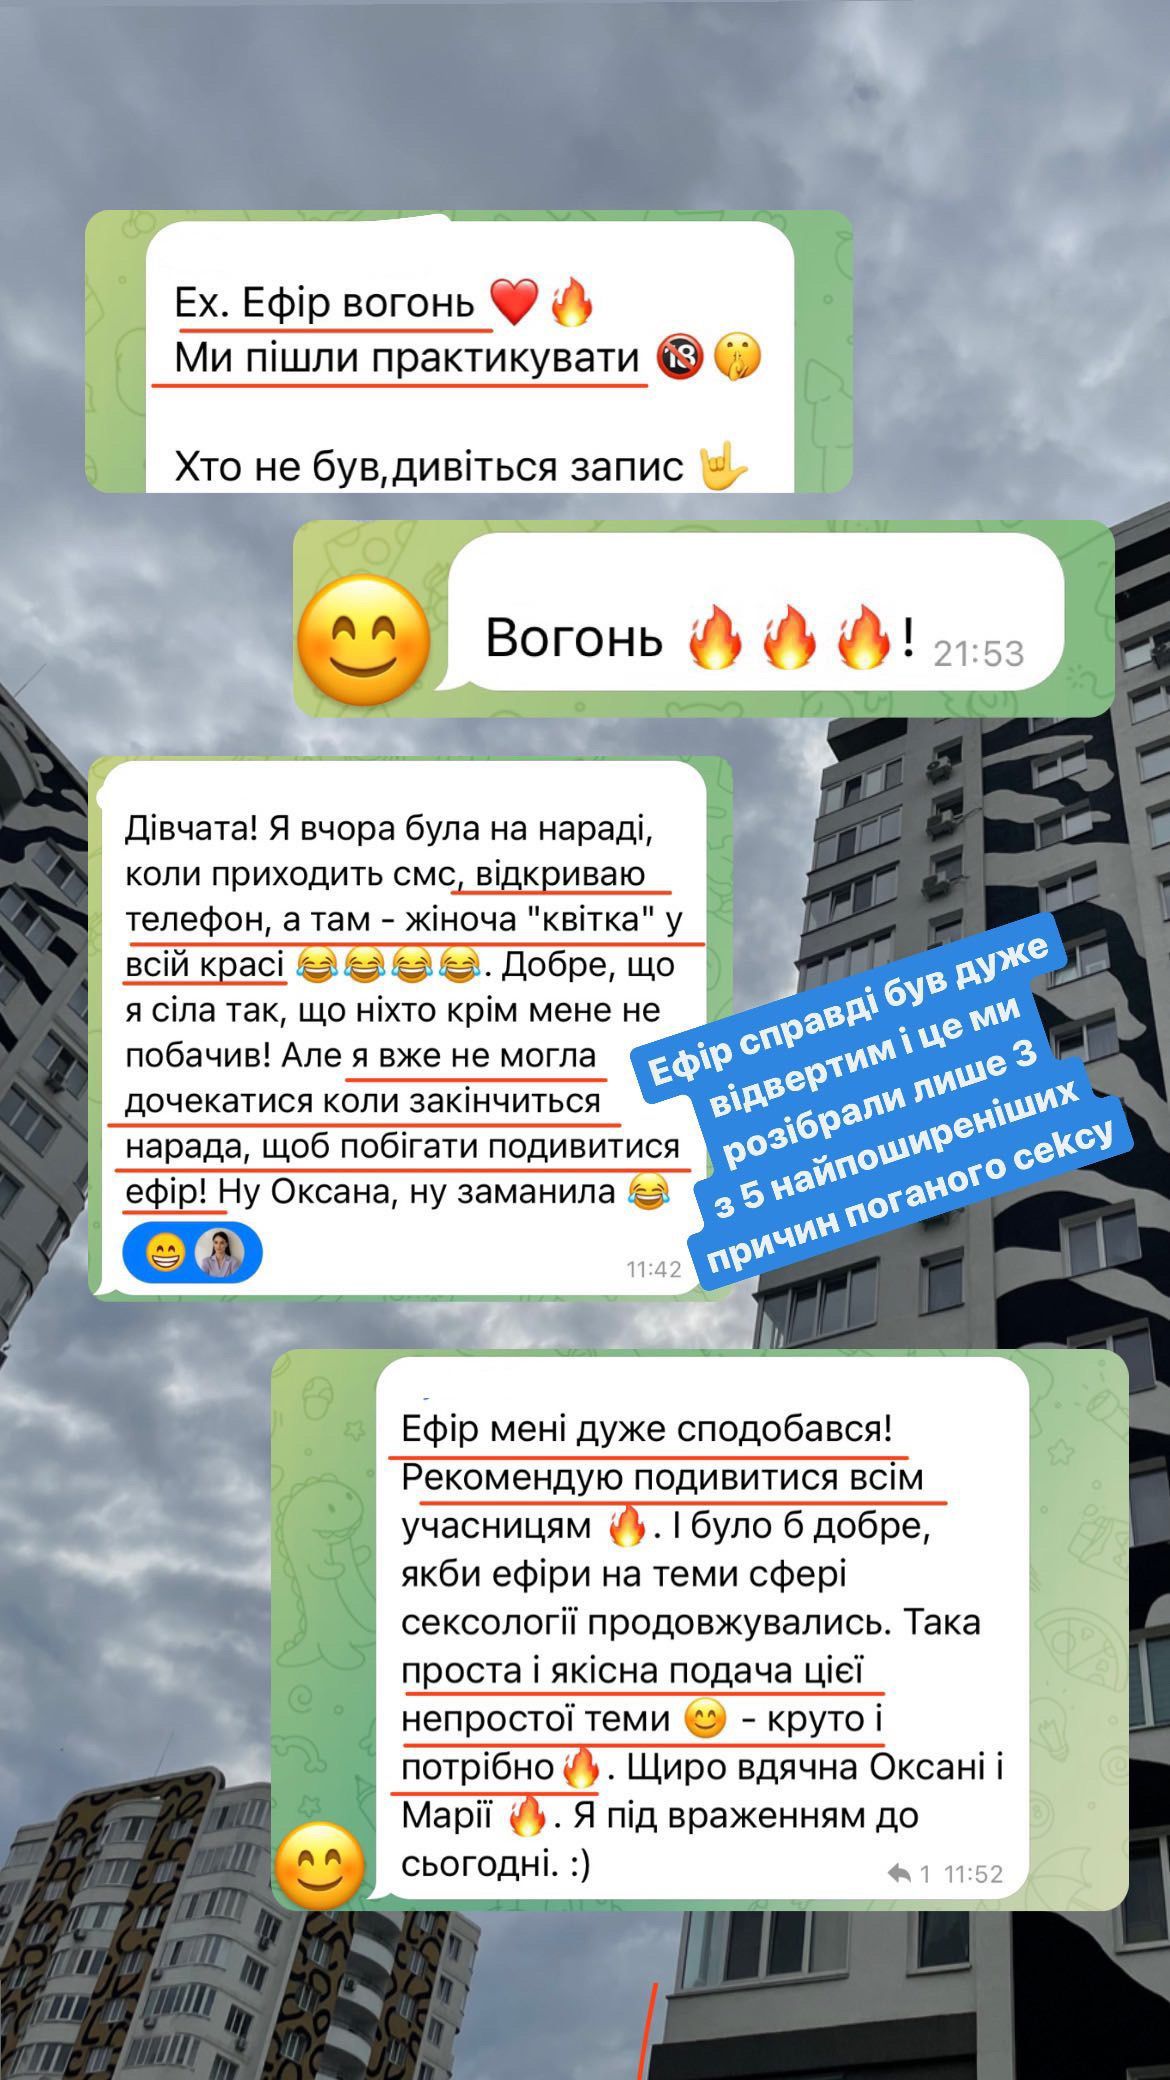 Ех. Ефір вогонь ❤️🔥
Ми пішли практикувати 🔞🤫
Хто не був,дивіться запис 🤟
Вогонь 🔥🔥🔥! 21:53
Дівчата! Я вчора була на нараді,
коли приходить смс, відкриваю
телефон, а там - жіноча "квітка" у
всій красі 😂😂😂😂. Добре, що
я сіла так, що ніхто крім мене не
побачив! Але я вже не могла
дочекатися коли закінчиться
нарада, щоб побігати подивитися
ефір! Ну Оксана, ну заманила 😂
11:42
Ефір справді був дуже
відвертим і це ми
розібрали лише 3
з 5 найпоширеніших
причин поганого сеkсу
Ефір мені дуже сподобався!
Рекомендую подивитися всім
учасницям 🔥. І було б добре,
якби ефіри на теми сфері
сексології продовжувались. Така
проста і якісна подача цієї
непростої теми 😊 - круто і
потрібно🔥. Щиро вдячна Оксані і
Марії 🔥. Я під враженням до
сьогодні. :)
1 11:52